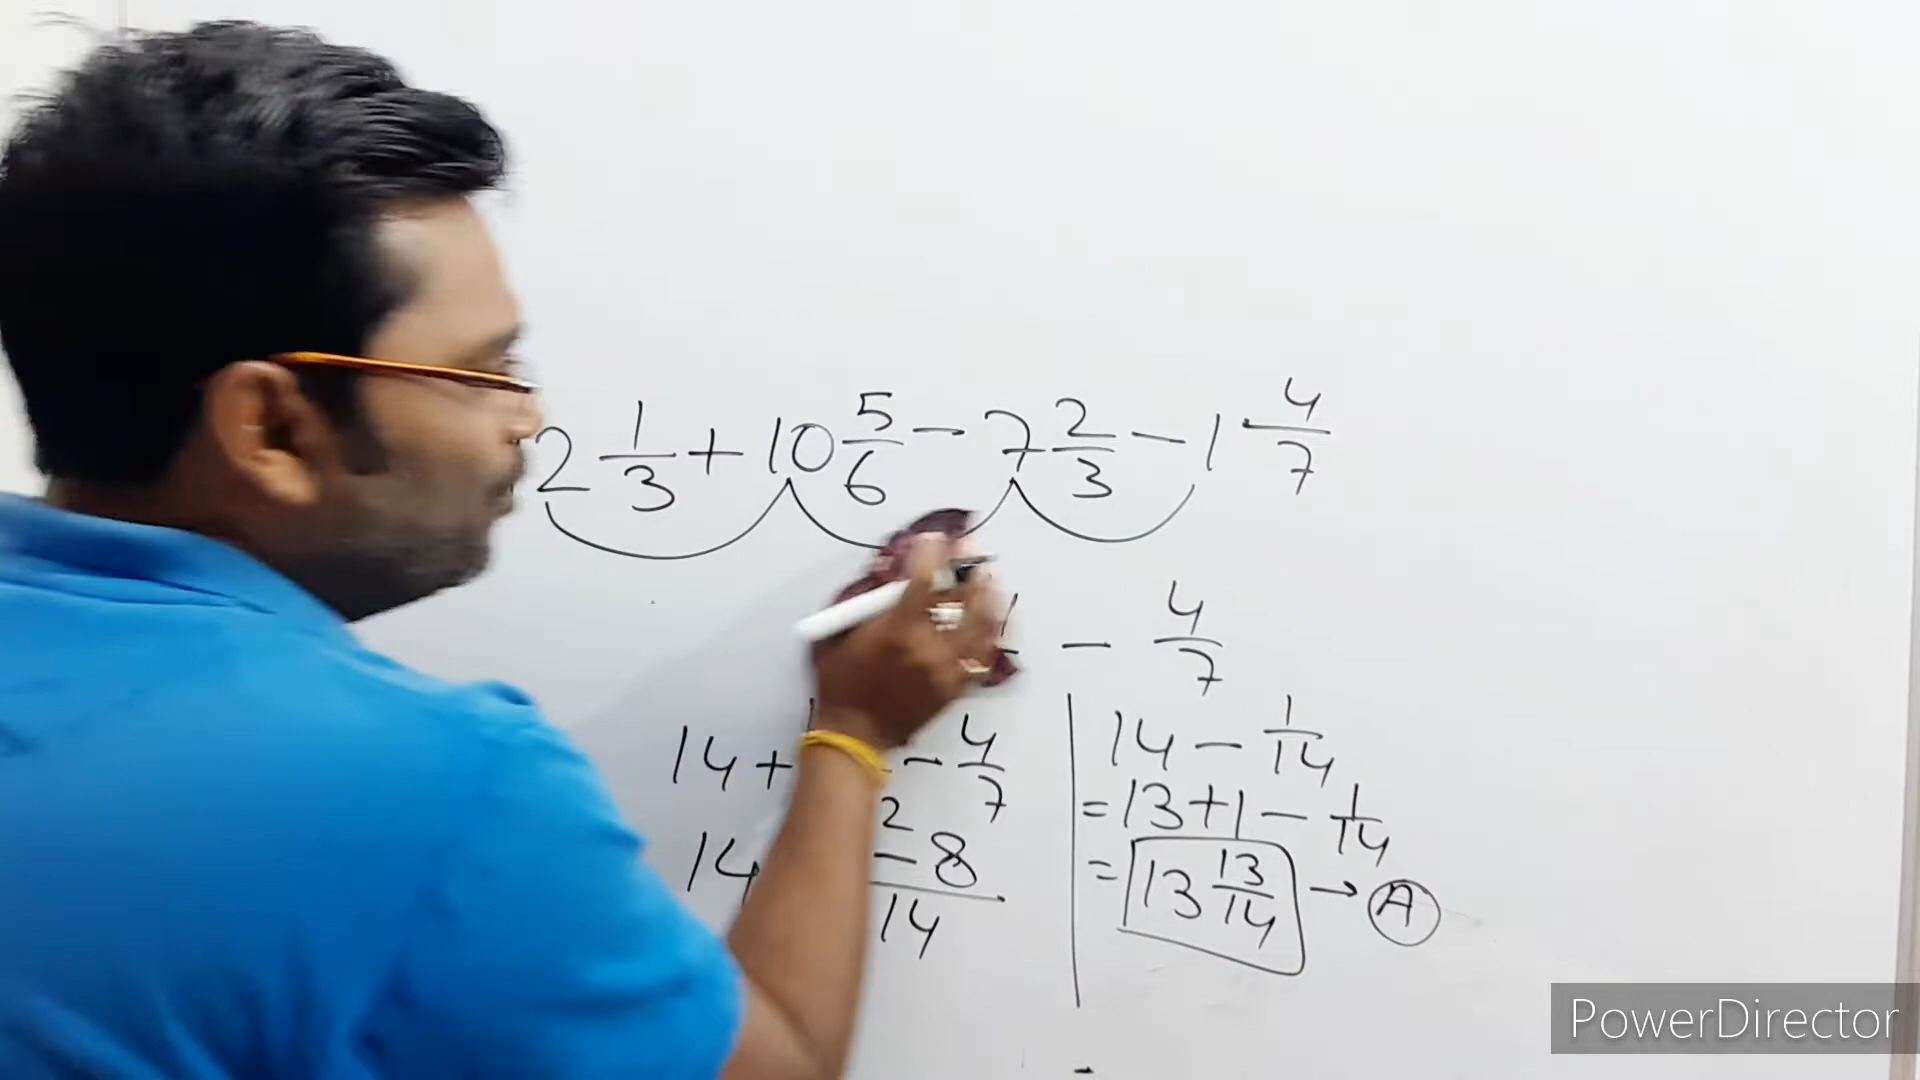 2 1/3 + 10 5/6 - 7 2/3 - 1 4/7
- 4/7
14 + - 4/7
14 2 - 8 / 14
14 - 1/14
= 13 + 1 - 1/14
= 13 13/14 → A
PowerDirector